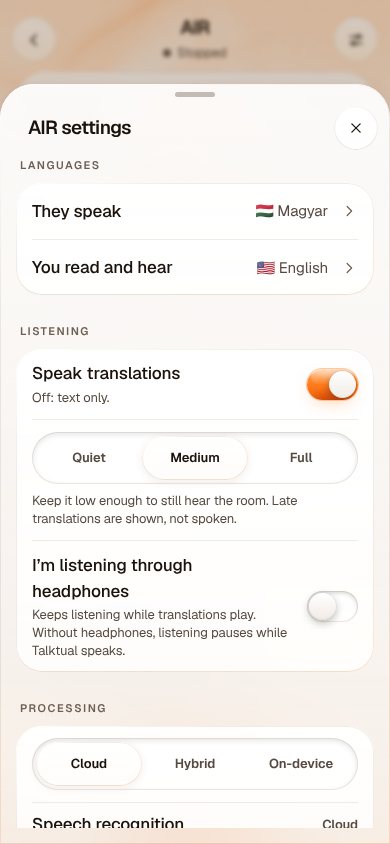 AIR
Stopped
AIR settings
LANGUAGES
They speak
🇭🇺 Magyar
You read and hear
🇺🇸 English
LISTENING
Speak translations
Off: text only.
Quiet
Medium
Full
Keep it low enough to still hear the room. Late
translations are shown, not spoken.
I’m listening through
headphones
Keeps listening while translations play.
Without headphones, listening pauses while
Talktual speaks.
PROCESSING
Cloud
Hybrid
On-device
Speech recognition
Cloud